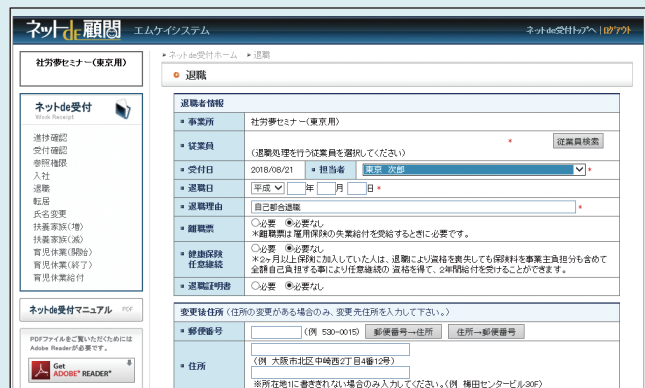 ネットde顧問 エムケイシステム
ネットde受付トップへ | ログアウト
社労夢セミナー(東京用)
ネットde受付
Work Receipt
進捗確認
受付確認
参照権限
入社
退職
転居
氏名変更
扶養家族(増)
扶養家族(減)
育児休業(開始)
育児休業(終了)
育児休業給付
ネットde受付マニュアル PDF
PDFファイルをご覧いただくためには
Adobe Readerが必要です。
Get
ADOBE® READER®
ネットde受付ホーム 退職
退職
退職者情報
事業所 社労夢セミナー(東京用)
従業員 * 従業員検索
(退職処理を行う従業員を選択してください)
受付日 2018/08/21 担当者 東京 次郎 *
退職日 平成 年 月 日 *
退職理由 自己都合退職 *
離職票 必要 必要なし
*離職票は雇用保険の失業給付を受給するときに必要です。
健康保険
任意継続
必要 必要なし
*2ヶ月以上保険に加入していた人は、退職により資格を喪失しても保険料を事業主負担分も含めて
全額自己負担する事により任意継続の 資格を得て、2年間給付を受けることができます。
退職証明書 必要 必要なし
変更後住所(住所の変更がある場合のみ、変更先住所を入力して下さい。)
郵便番号 (例 530-0015) 郵便番号→住所 住所→郵便番号
住所
(例 大阪市北区中崎西2丁目4番12号)
※所在地1に書ききれない場合のみ入力してください。(例 梅田センタービル30F)